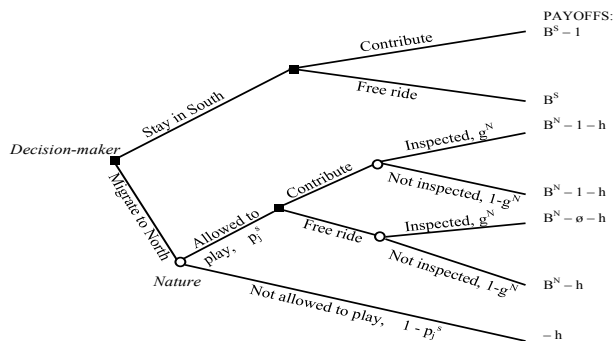 PAYOFFS:
Contribute
B^S – 1
Free ride
B^S
Stay in South
Decision-maker
Migrate to North
Inspected, g^N
B^N – 1 – h
Contribute
Not inspected, 1-g^N
B^N – 1 – h
Allowed to
play, p_j^s
Inspected, g^N
B^N – ø – h
Free ride
Not inspected, 1-g^N
B^N – h
Nature
Not allowed to play, 1 - p_j^s
– h